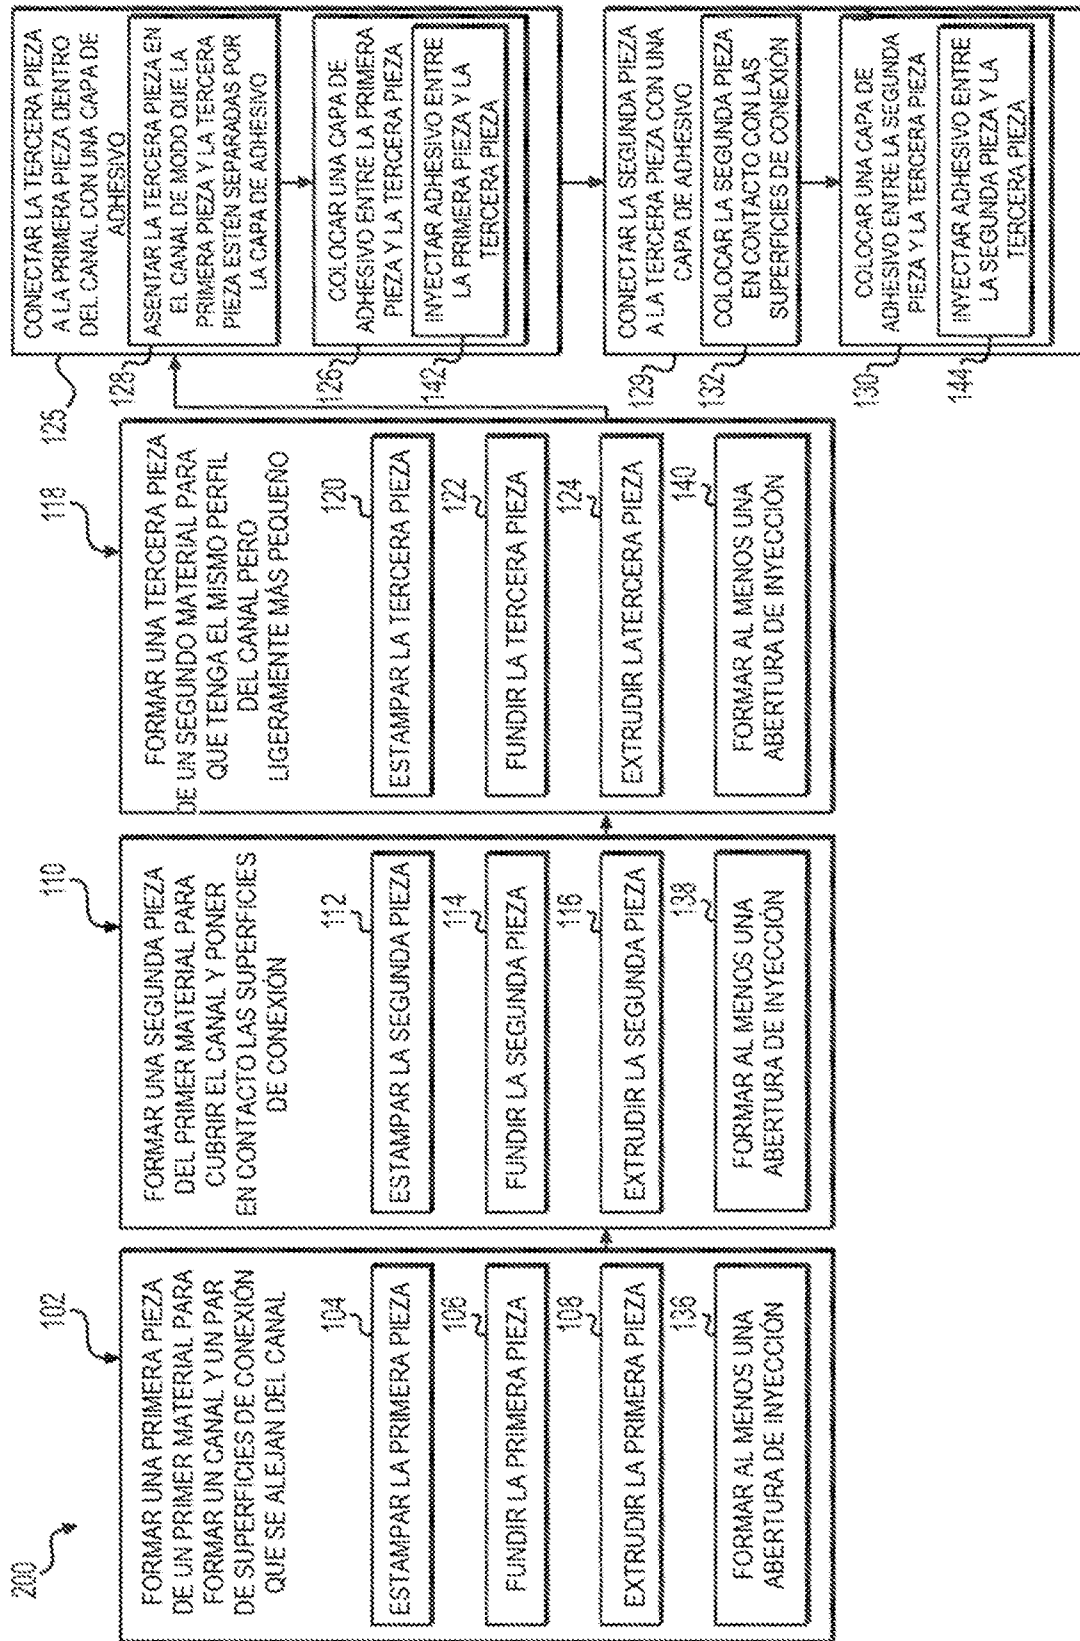 200
102
FORMAR UNA PRIMERA PIEZA
DE UN PRIMER MATERIAL PARA
FORMAR UN CANAL Y UN PAR
DE SUPERFICIES DE CONEXIÓN
QUE SE ALEJAN DEL CANAL
104
ESTAMPAR LA PRIMERA PIEZA
106
FUNDIR LA PRIMERA PIEZA
108
EXTRUDIR LA PRIMERA PIEZA
136
FORMAR AL MENOS UNA
ABERTURA DE INYECCIÓN
110
FORMAR UNA SEGUNDA PIEZA
DEL PRIMER MATERIAL PARA
CUBRIR EL CANAL Y PONER
EN CONTACTO LAS SUPERFICIES
DE CONEXIÓN
112
ESTAMPAR LA SEGUNDA PIEZA
114
FUNDIR LA SEGUNDA PIEZA
116
EXTRUDIR LA SEGUNDA PIEZA
138
FORMAR AL MENOS UNA
ABERTURA DE INYECCIÓN
118
FORMAR UNA TERCERA PIEZA
DE UN SEGUNDO MATERIAL PARA
QUE TENGA EL MISMO PERFIL
DEL CANAL PERO
LIGERAMENTE MÁS PEQUEÑO
120
ESTAMPAR LA TERCERA PIEZA
122
FUNDIR LA TERCERA PIEZA
124
EXTRUDIR LATERCERA PIEZA
140
FORMAR AL MENOS UNA
ABERTURA DE INYECCIÓN
125
CONECTAR LA TERCERA PIEZA
A LA PRIMERA PIEZA DENTRO
DEL CANAL CON UNA CAPA DE
ADHESIVO
128
ASENTAR LA TERCERA PIEZA EN
EL CANAL DE MODO QUE LA
PRIMERA PIEZA Y LA TERCERA
PIEZA ESTÉN SEPARADAS POR
LA CAPA DE ADHESIVO
126
COLOCAR UNA CAPA DE
ADHESIVO ENTRE LA PRIMERA
PIEZA Y LA TERCERA PIEZA
142
INYECTAR ADHESIVO ENTRE
LA PRIMERA PIEZA Y LA
TERCERA PIEZA
129
CONECTAR LA SEGUNDA PIEZA
A LA TERCERA PIEZA CON UNA
CAPA DE ADHESIVO
132
COLOCAR LA SEGUNDA PIEZA
EN CONTACTO CON LAS
SUPERFICIES DE CONEXIÓN
130
COLOCAR UNA CAPA DE
ADHESIVO ENTRE LA SEGUNDA
PIEZA Y LA TERCERA PIEZA
144
INYECTAR ADHESIVO ENTRE
LA SEGUNDA PIEZA Y LA
TERCERA PIEZA